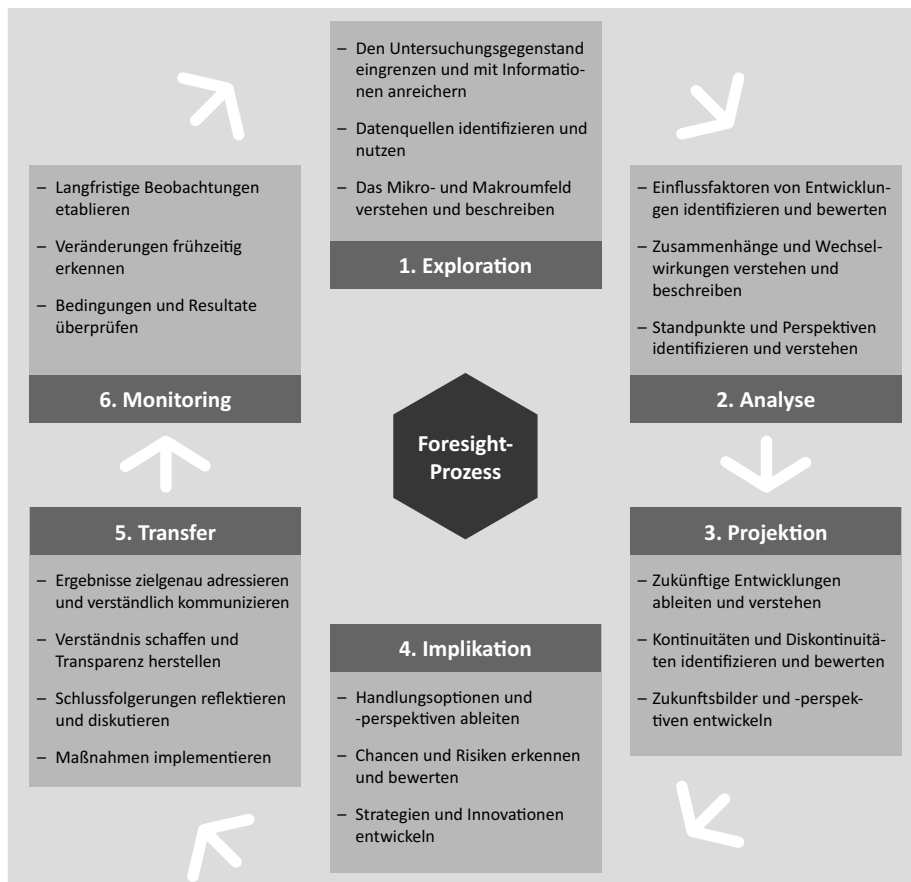 – Den Untersuchungsgegenstand
eingrenzen und mit Informatio-
nen anreichern
– Datenquellen identifizieren und
nutzen
– Das Mikro- und Makroumfeld
verstehen und beschreiben
1. Exploration
– Einflussfaktoren von Entwicklun-
gen identifizieren und bewerten
– Zusammenhänge und Wechsel-
wirkungen verstehen und
beschreiben
– Standpunkte und Perspektiven
identifizieren und verstehen
2. Analyse
3. Projektion
– Zukünftige Entwicklungen
ableiten und verstehen
– Kontinuitäten und Diskontinuitä-
ten identifizieren und bewerten
– Zukunftsbilder und -perspek-
tiven entwickeln
4. Implikation
– Handlungsoptionen und
-perspektiven ableiten
– Chancen und Risiken erkennen
und bewerten
– Strategien und Innovationen
entwickeln
5. Transfer
– Ergebnisse zielgenau adressieren
und verständlich kommunizieren
– Verständnis schaffen und
Transparenz herstellen
– Schlussfolgerungen reflektieren
und diskutieren
– Maßnahmen implementieren
– Langfristige Beobachtungen
etablieren
– Veränderungen frühzeitig
erkennen
– Bedingungen und Resultate
überprüfen
6. Monitoring
Foresight-
Prozess